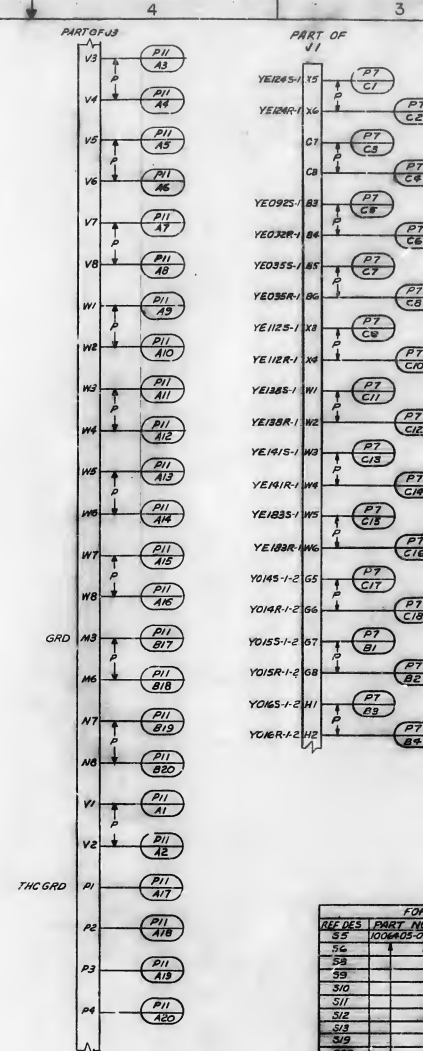 4
3
PART OF J3
V3 P11 A3
P
V4 P11 A4
V5 P11 A5
P
V6 P11 A6
V7 P11 A7
P
V8 P11 A8
W1 P11 A9
P
W2 P11 A10
W3 P11 A11
P
W4 P11 A12
W5 P11 A13
P
W6 P11 A14
W7 P11 A15
P
W8 P11 A16
GRD M3 P11 B17
P
M6 P11 B18
N7 P11 B19
P
N8 P11 B20
V1 P11 A1
P
V2 P11 A2
THC GRD P1 P11 A17
P2 P11 A18
P3 P11 A19
P4 P11 A20
PART OF
J1
YE124S-1 X5 P7 C1
P
YE124R-1 X6 P7 C2
C7 P7 C3
P
C8 P7 C4
YE092S-1 B3 P7 C5
P
YE032R-1 B4 P7 C6
YE035S-1 B5 P7 C7
P
YE035R-1 B6 P7 C8
YE112S-1 X3 P7 C9
P
YE112R-1 X4 P7 C10
YE138S-1 W1 P7 C11
P
YE138R-1 W2 P7 C12
YE141S-1 W3 P7 C13
P
YE141R-1 W4 P7 C14
YE183S-1 W5 P7 C15
P
YE183R-1 W6 P7 C16
Y014S-1-2 G5 P7 C17
P
Y014R-1-2 G6 P7 C18
Y015S-1-2 G7 P7 B1
P
Y015R-1-2 G8 P7 B2
Y016S-1-2 H1 P7 B3
P
Y016R-1-2 H2 P7 B4
FOR
REF DES PART NO
S5 1006405-0
S6
S8
S9
S10
S11
S12
S13
S19